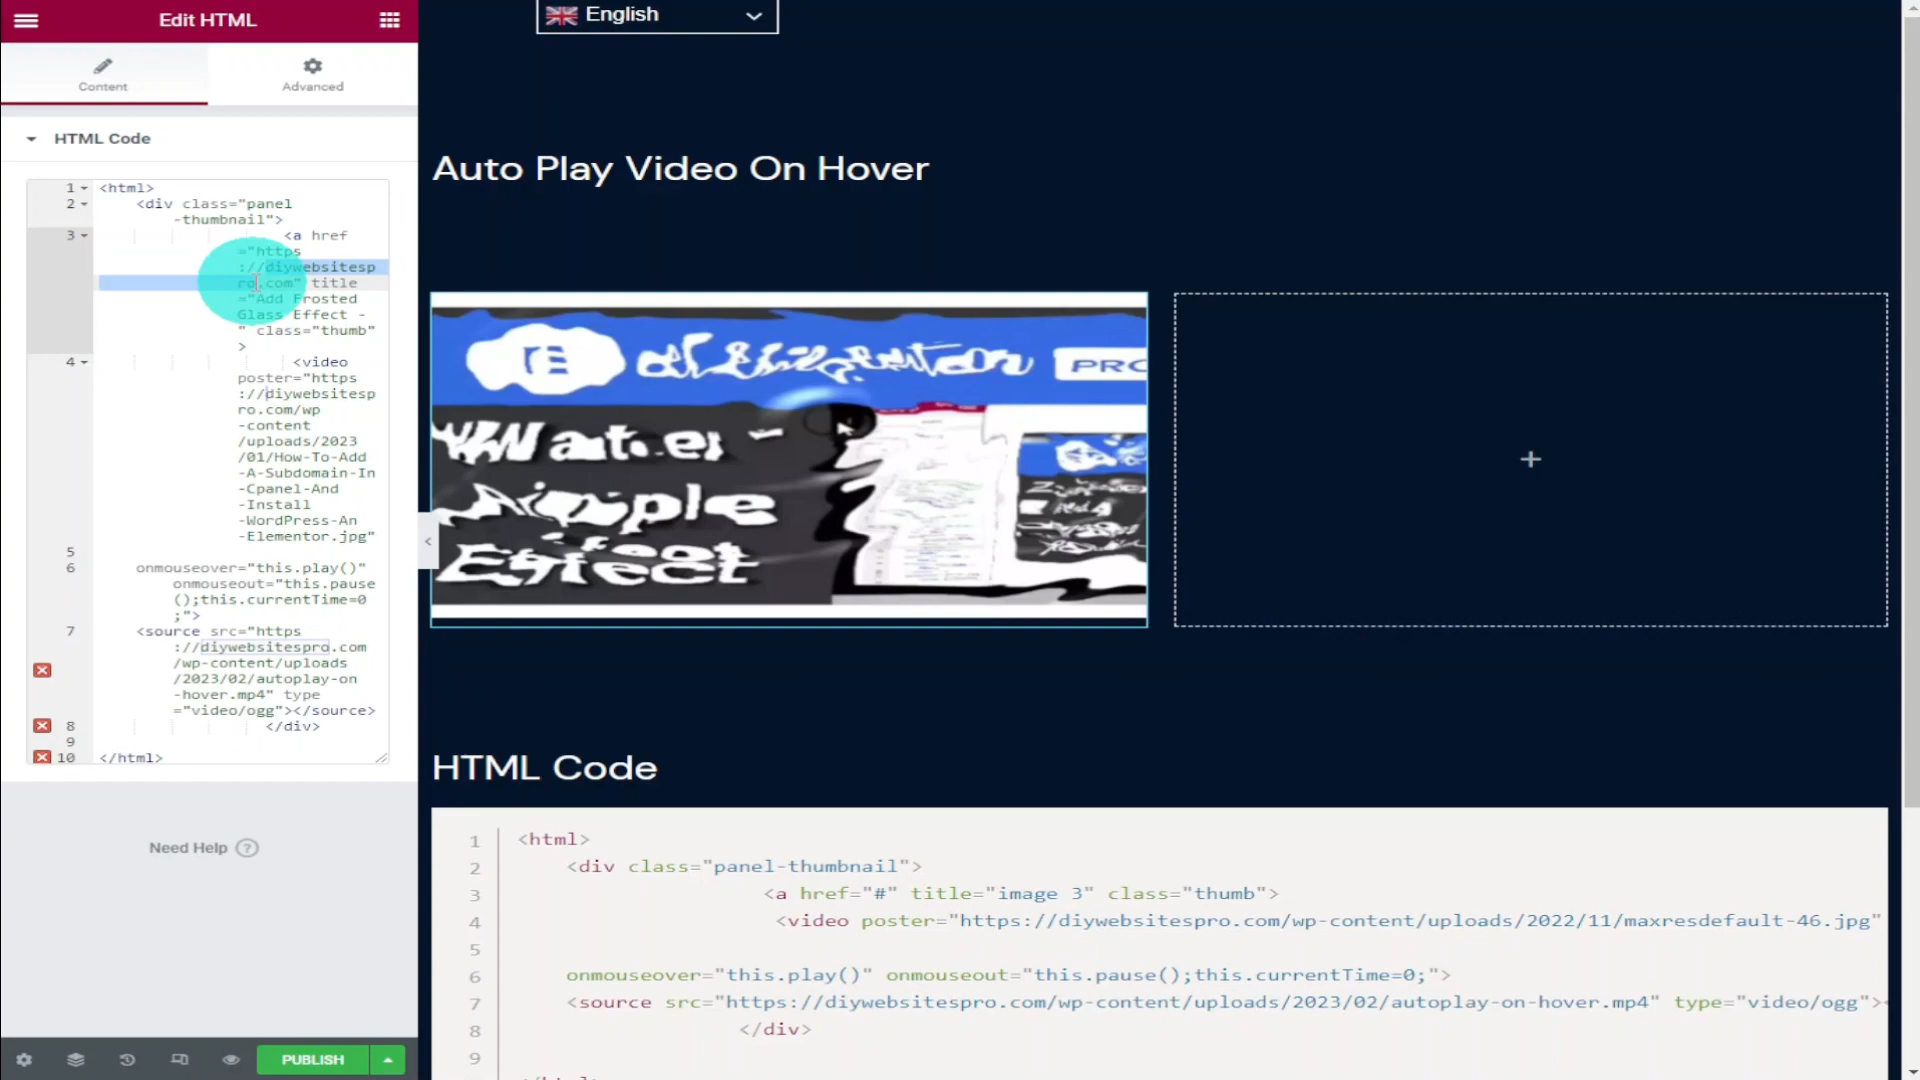 Edit HTML
Content
Advanced
HTML Code
1 <html>
2 <div class="panel
-thumbnail">
3 <a href
="https
://diywebsitesp
ro.com" title
="Add Frosted
Glass Effect -
" class="thumb"
>
4 <video
poster="https
://diywebsitesp
ro.com/wp
-content
/uploads/2023
/01/How-To-Add
-A-Subdomain-In
-Cpanel-And
-Install
-WordPress-An
-Elementor.jpg"
5
6 onmouseover="this.play()"
onmouseout="this.pause
();this.currentTime=0
;">
7 <source src="https
://diywebsitespro.com
/wp-content/uploads
/2023/02/autoplay-on
-hover.mp4" type
="video/ogg"></source>
8 </div>
9
10 </html>
Need Help ?
PUBLISH
English
Auto Play Video On Hover
PRO
Effect
HTML Code
1 <html>
2 <div class="panel-thumbnail">
3 <a href="#" title="image 3" class="thumb">
4 <video poster="https://diywebsitespro.com/wp-content/uploads/2022/11/maxresdefault-46.jpg"
5
6 onmouseover="this.play()" onmouseout="this.pause();this.currentTime=0;">
7 <source src="https://diywebsitespro.com/wp-content/uploads/2023/02/autoplay-on-hover.mp4" type="video/ogg"><
8 </div>
9